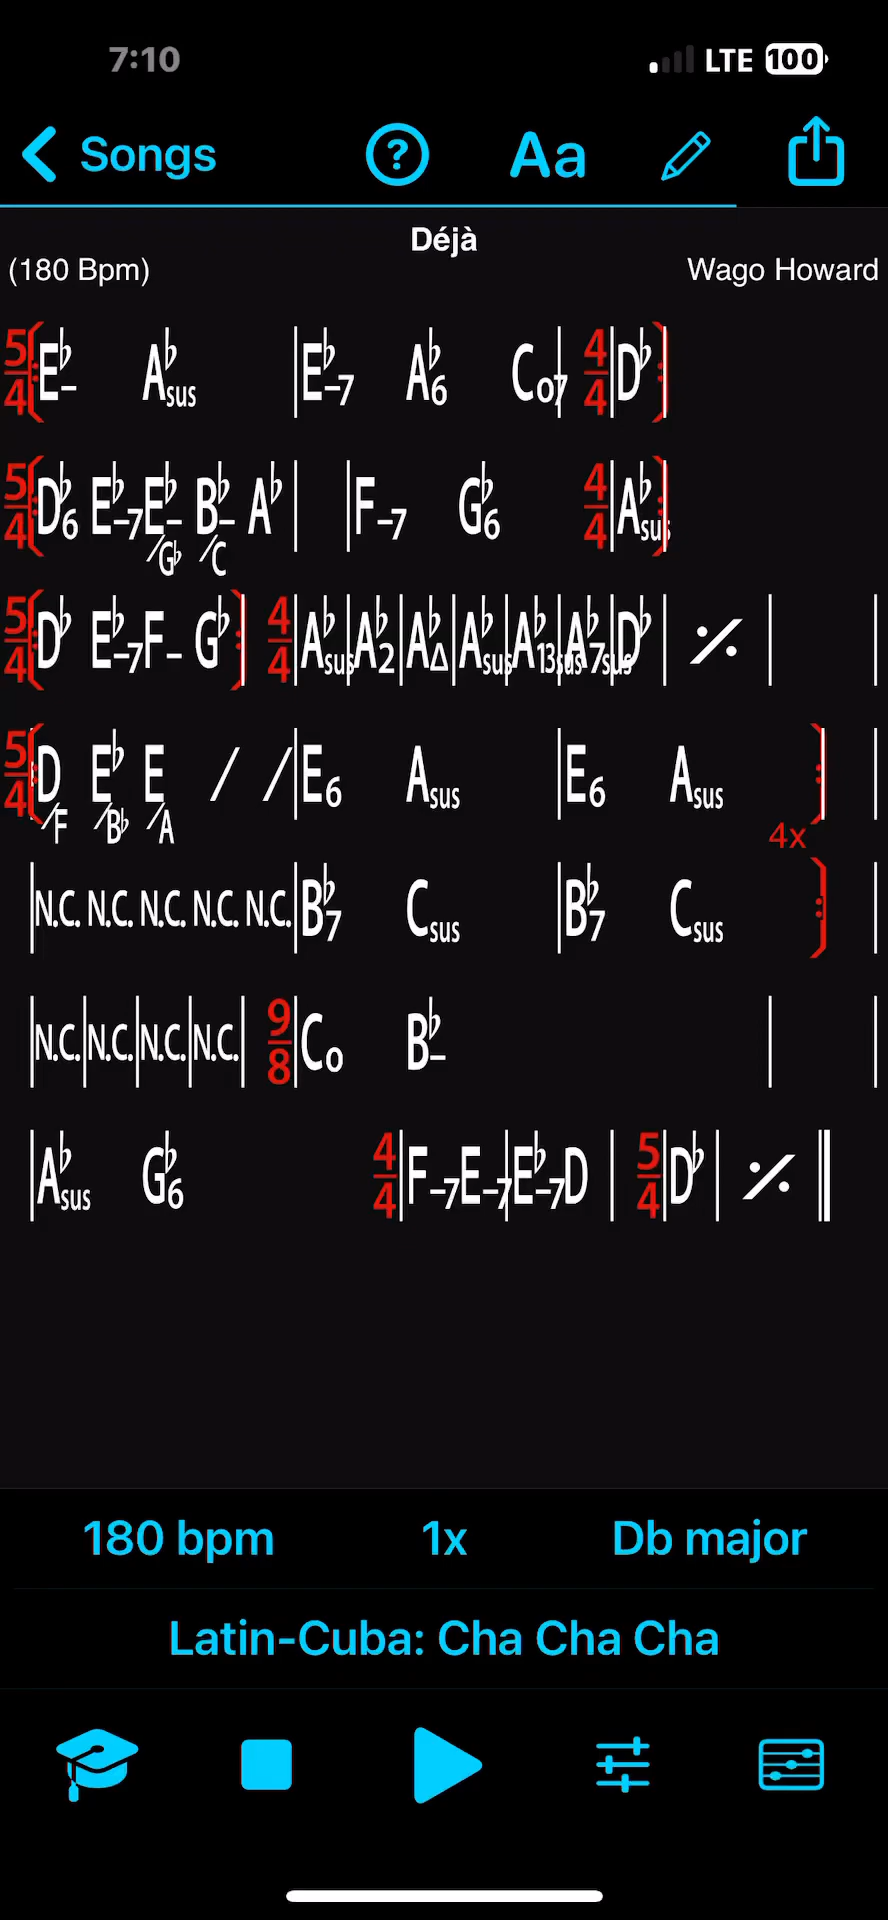 7:10 LTE 100
Songs ? Aa
Déjà
(180 Bpm) Wago Howard
5/4 E♭– A♭sus | E♭–7 A♭6 Co7 | 4/4 D♭
5/4 D♭6 E♭–7 E♭–/G♭ B♭–/C A♭ | F–7 G♭6 4/4 | A♭sus
5/4 D♭ E♭–7 F– G♭ | 4/4 | A♭sus | A♭2 | A♭△ | A♭sus | A♭13sus | A♭7sus | D♭ | ٪ | |
5/4 D/F E♭/B♭ E/A / / | E6 Asus | E6 Asus |
4x
| N.C. N.C. N.C. N.C. N.C. | B♭7 Csus | B♭7 Csus |
| N.C. | N.C. | N.C. | N.C. | 9/8 | Co B♭– | |
| A♭sus G♭6 4/4 | F–7 E–7 | E♭–7 D | 5/4 | D♭ | ٪ ||
180 bpm 1x Db major
Latin-Cuba: Cha Cha Cha